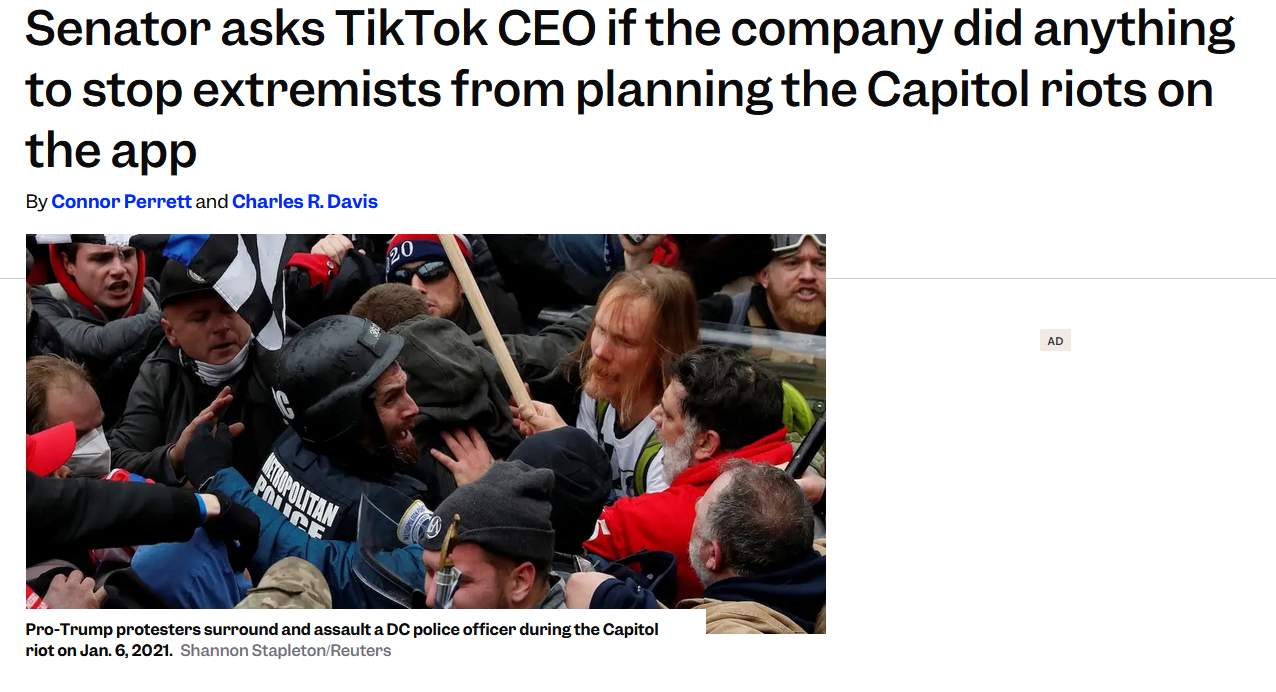 Senator asks TikTok CEO if the company did anything
to stop extremists from planning the Capitol riots on
the app
By Connor Perrett and Charles R. Davis
20
METROPOLITAN
POLICE
AD
Pro-Trump protesters surround and assault a DC police officer during the Capitol
riot on Jan. 6, 2021. Shannon Stapleton/Reuters